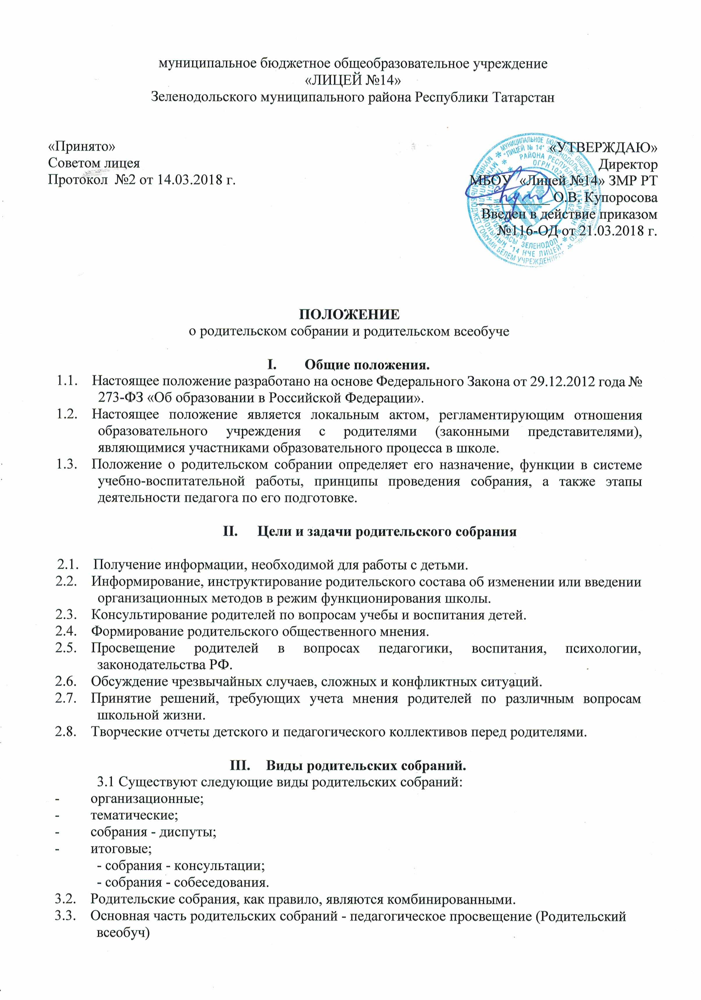 муниципальное бюджетное общеобразовательное учреждение
«ЛИЦЕЙ №14»
Зеленодольского муниципального района Республики Татарстан
«Принято»
Советом лицея
Протокол №2 от 14.03.2018 г.
«УТВЕРЖДАЮ»
Директор
МБОУ «Лицей №14» ЗМР РТ
__________ О.В. Купоросова
Введен в действие приказом
№116-ОД от 21.03.2018 г.
ПОЛОЖЕНИЕ
о родительском собрании и родительском всеобуче
I. Общие положения.
1.1. Настоящее положение разработано на основе Федерального Закона от 29.12.2012 года №
273-ФЗ «Об образовании в Российской Федерации».
1.2. Настоящее положение является локальным актом, регламентирующим отношения
образовательного учреждения с родителями (законными представителями),
являющимися участниками образовательного процесса в школе.
1.3. Положение о родительском собрании определяет его назначение, функции в системе
учебно-воспитательной работы, принципы проведения собрания, а также этапы
деятельности педагога по его подготовке.
II. Цели и задачи родительского собрания
2.1. Получение информации, необходимой для работы с детьми.
2.2. Информирование, инструктирование родительского состава об изменении или введении
организационных методов в режим функционирования школы.
2.3. Консультирование родителей по вопросам учебы и воспитания детей.
2.4. Формирование родительского общественного мнения.
2.5. Просвещение родителей в вопросах педагогики, воспитания, психологии,
законодательства РФ.
2.6. Обсуждение чрезвычайных случаев, сложных и конфликтных ситуаций.
2.7. Принятие решений, требующих учета мнения родителей по различным вопросам
школьной жизни.
2.8. Творческие отчеты детского и педагогического коллективов перед родителями.
III. Виды родительских собраний.
3.1 Существуют следующие виды родительских собраний:
- организационные;
- тематические;
- собрания - диспуты;
- итоговые;
- собрания - консультации;
- собрания - собеседования.
3.2. Родительские собрания, как правило, являются комбинированными.
3.3. Основная часть родительских собраний - педагогическое просвещение (Родительский
всеобуч)